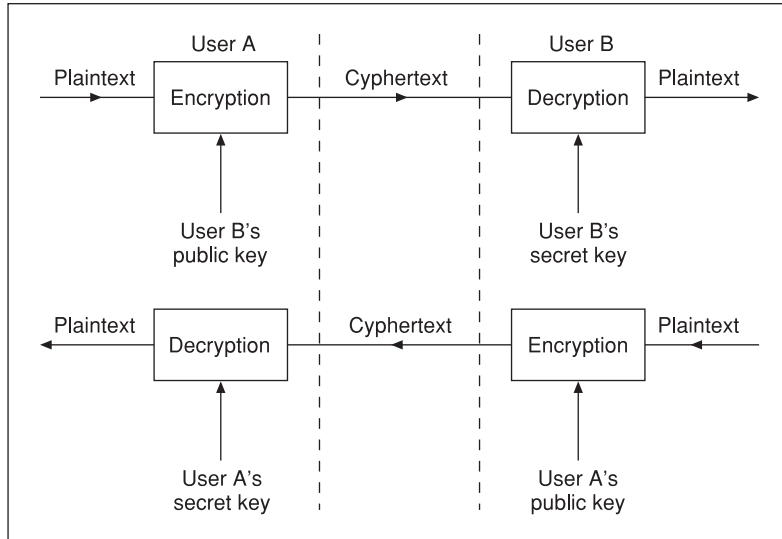 User A
User B
Plaintext
Cyphertext
Plaintext
Encryption
Decryption
User B's
public key
User B's
secret key
Plaintext
Cyphertext
Plaintext
Decryption
Encryption
User A's
secret key
User A's
public key